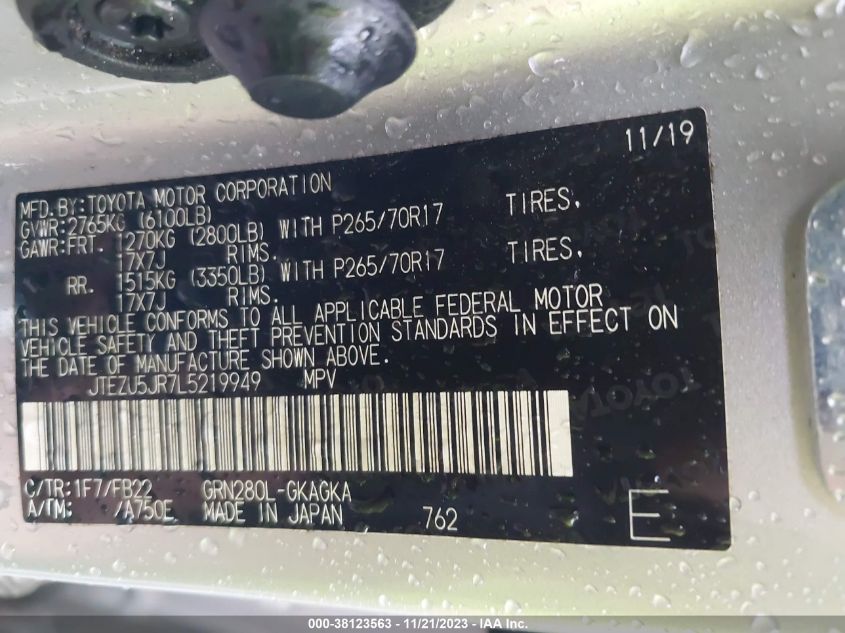 11/19
MFD.BY:TOYOTA MOTOR CORPORATION
GVWR:2765KG (6100LB)
GAWR:FRT. 1270KG (2800LB) WITH P265/70R17 TIRES,
17X7J RIMS.
RR. 1515KG (3350LB) WITH P265/70R17 TIRES,
17X7J RIMS.
THIS VEHICLE CONFORMS TO ALL APPLICABLE FEDERAL MOTOR
VEHICLE SAFETY AND THEFT PREVENTION STANDARDS IN EFFECT ON
THE DATE OF MANUFACTURE SHOWN ABOVE.
JTEZU5JR7L5219949 MPV
C/TR:1F7/FB22 GRN280L-GKAGKA
A/TM: /A750E MADE IN JAPAN 762 E
000-38123563 - 11/21/2023 - IAA Inc.